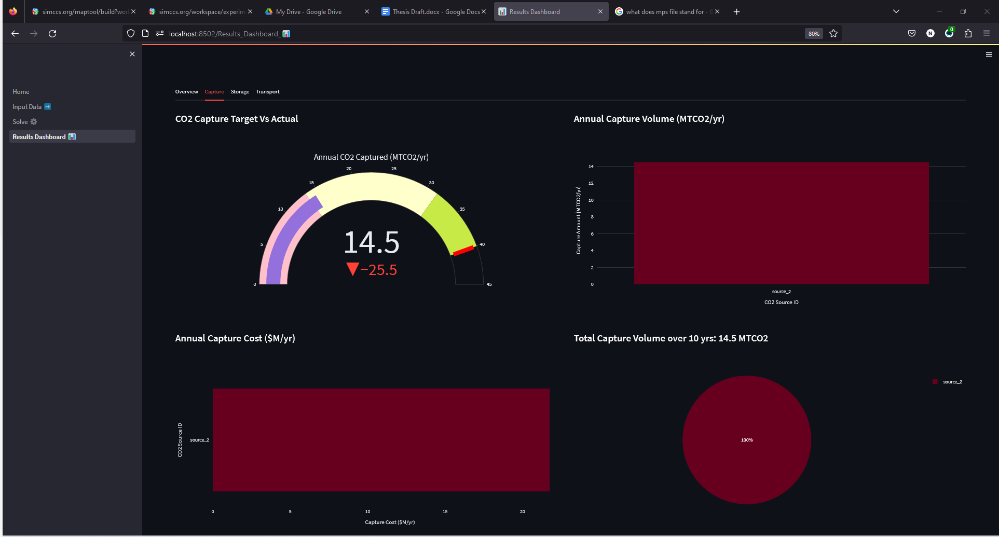 simccs.org/maptool/build?work
simccs.org/workspace/experim
My Drive - Google Drive
Thesis Draft.docx - Google Docs
Results Dashboard
what does mps file stand for - G
localhost:8502/Results_Dashboard_
80%
N
0
Home
Input Data
Solve
Results Dashboard
Overview
Capture
Storage
Transport
CO2 Capture Target Vs Actual
Annual CO2 Captured (MTCO2/yr)
0
5
10
15
20
25
30
35
40
45
14.5
▼−25.5
Annual Capture Volume (MTCO2/yr)
Capture Amount (MTCO2/yr)
14
12
10
8
6
4
2
0
source_2
CO2 Source ID
Annual Capture Cost ($M/yr)
CO2 Source ID
source_2
0
5
10
15
20
Capture Cost ($M/yr)
Total Capture Volume over 10 yrs: 14.5 MTCO2
100%
source_2